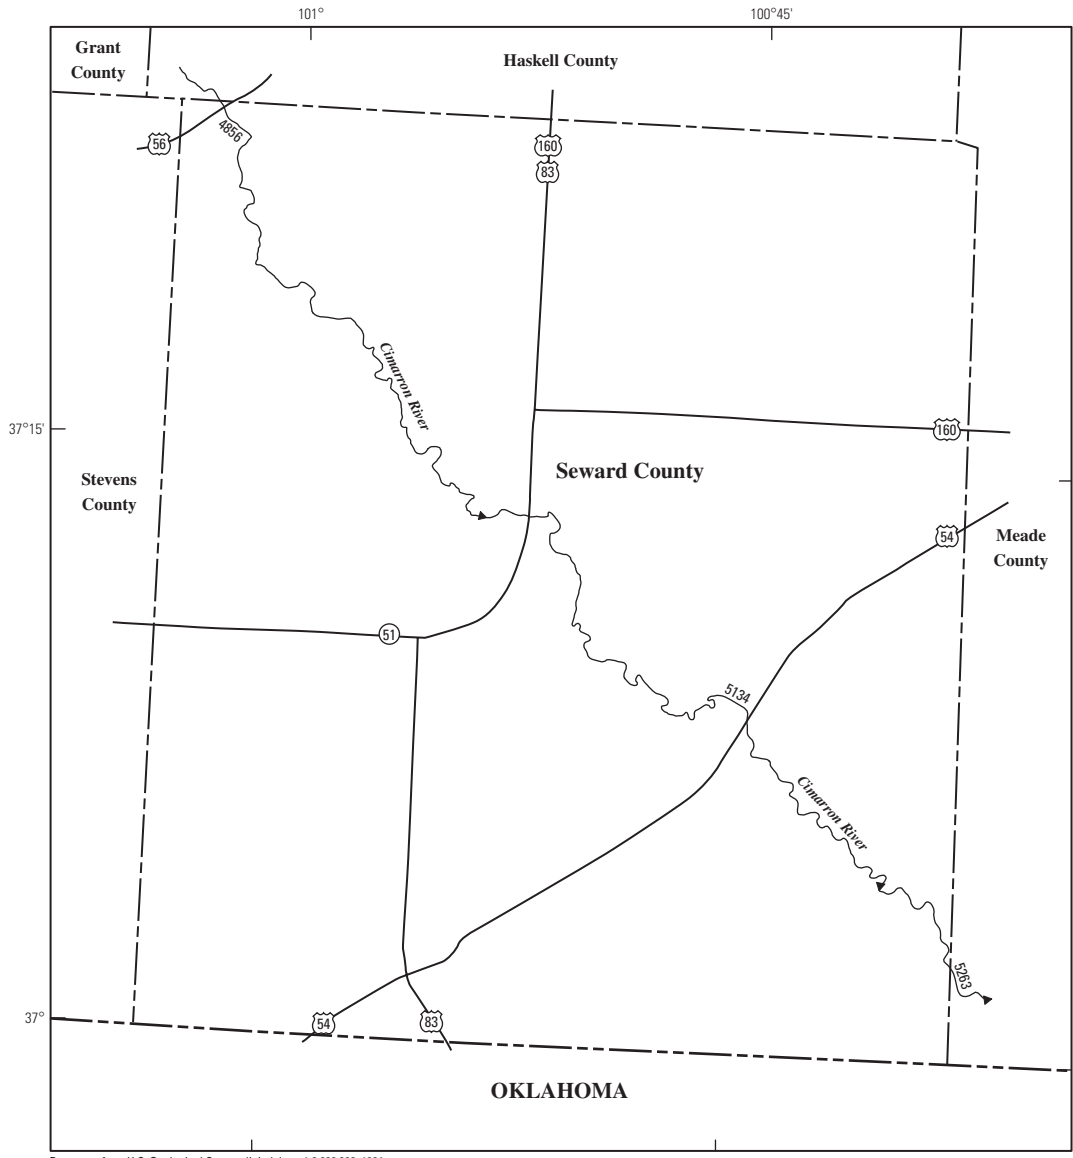 101°
100°45'
Grant
County
Haskell County
4856
56
160
83
Cimarron River
37°15'
160
Seward County
Stevens
County
54
Meade
County
51
5134
Cimarron River
5263
37°
54
83
OKLAHOMA